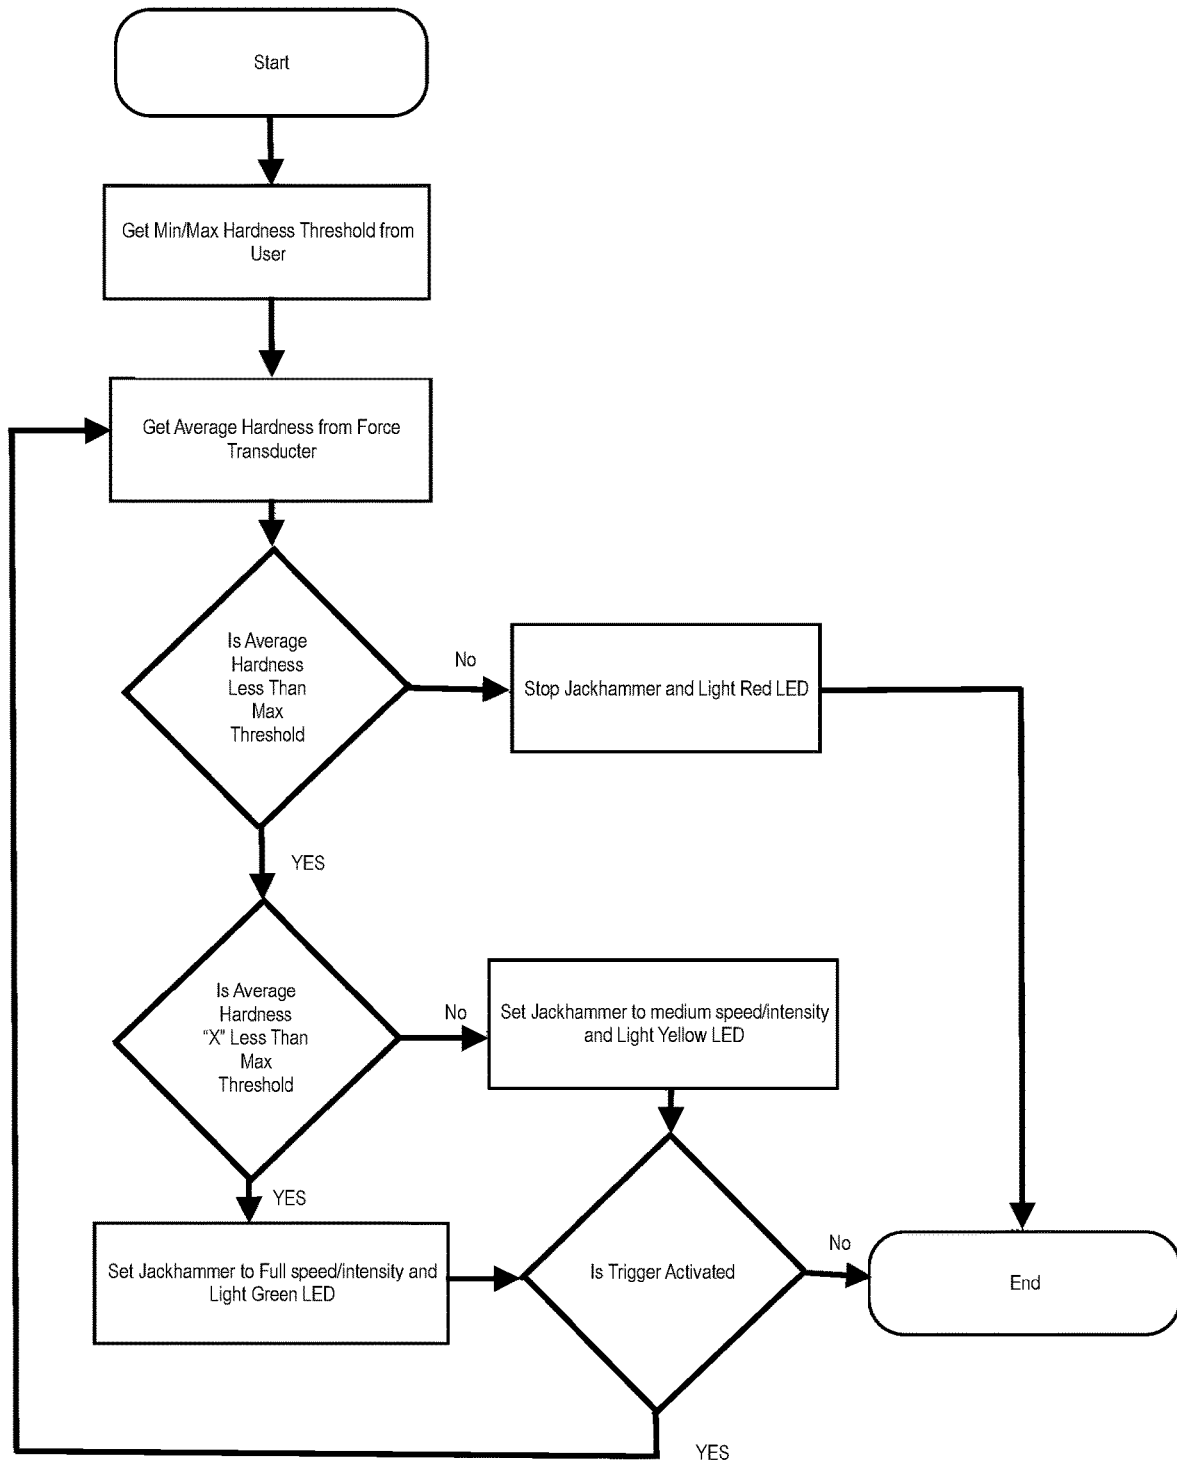 Start
Get Min/Max Hardness Threshold from
User
Get Average Hardness from Force
Transducter
Is Average
Hardness
Less Than
Max
Threshold
No
Stop Jackhammer and Light Red LED
YES
Is Average
Hardness
"X" Less Than
Max
Threshold
No
Set Jackhammer to medium speed/intensity
and Light Yellow LED
YES
Set Jackhammer to Full speed/intensity and
Light Green LED
Is Trigger Activated
No
End
YES